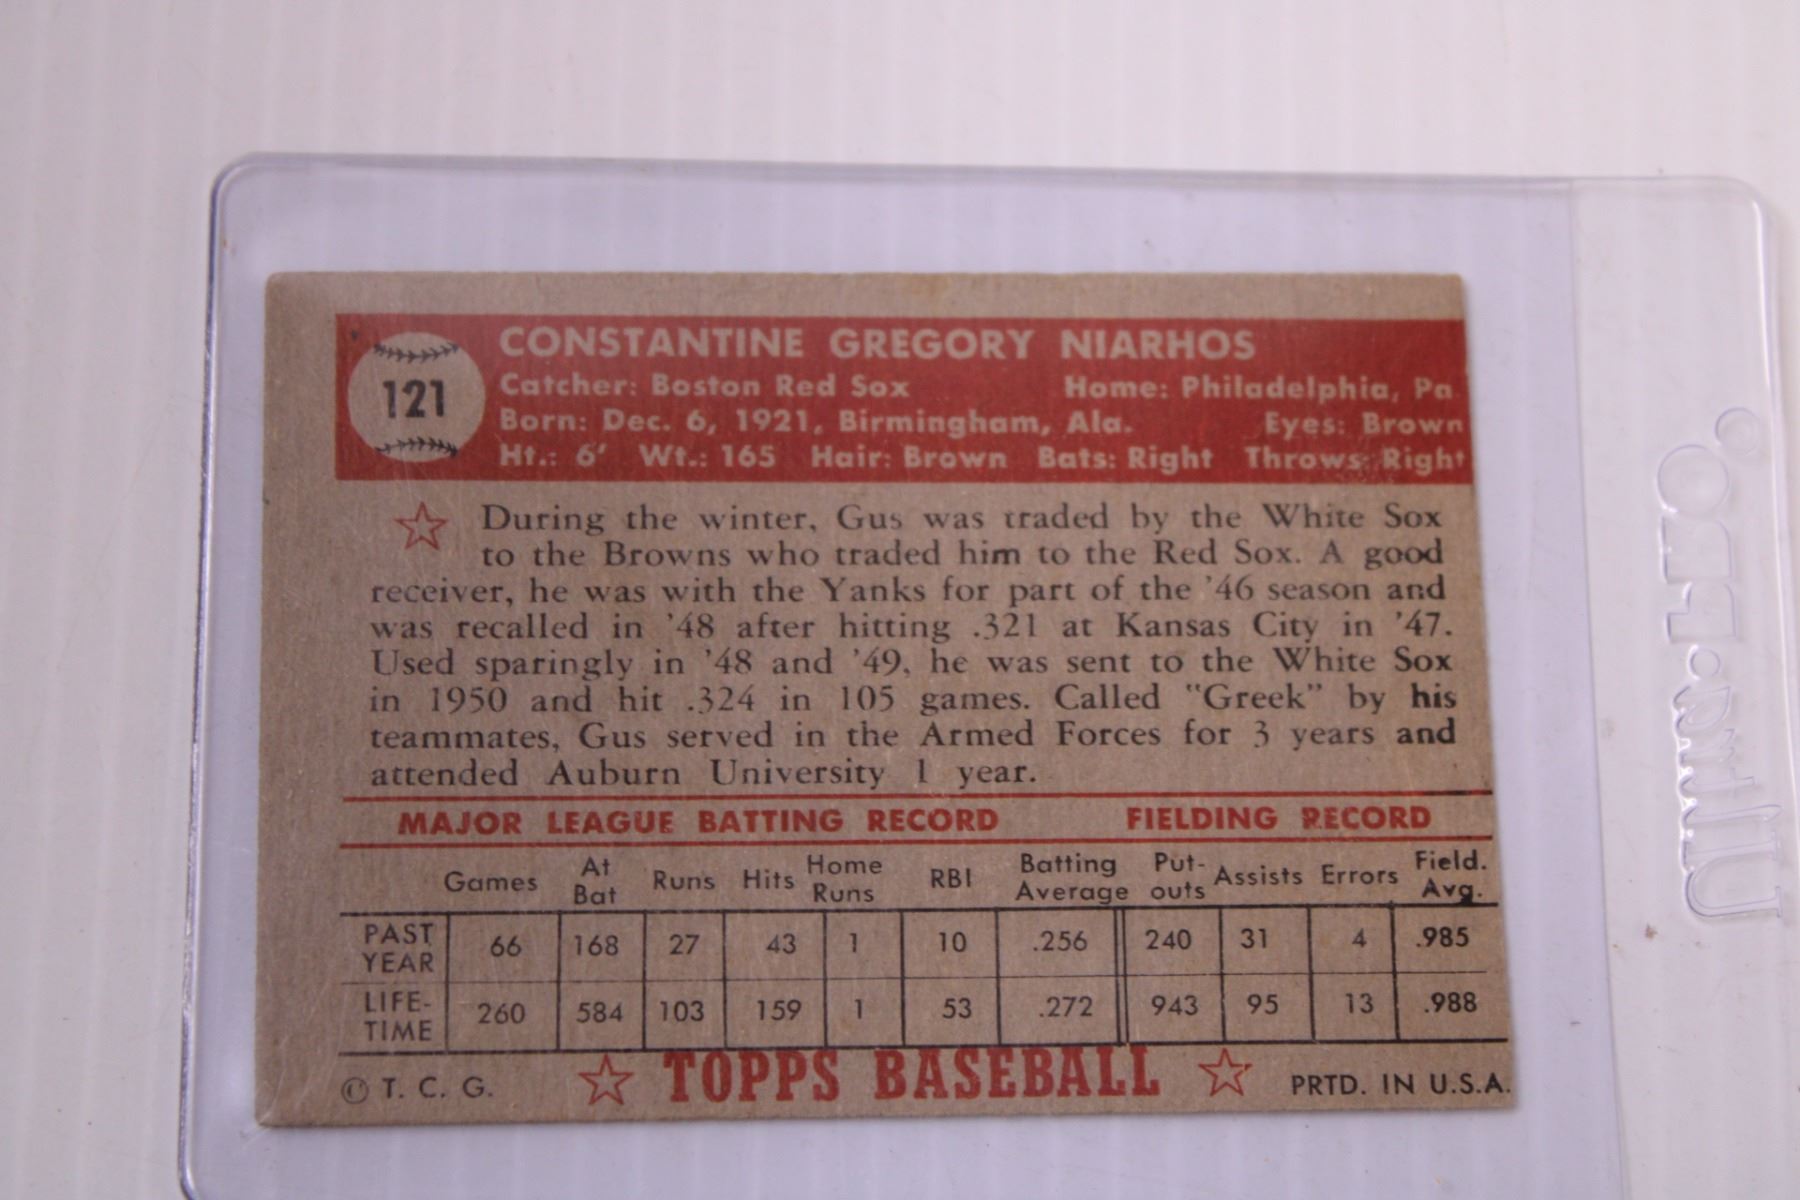 121
CONSTANTINE GREGORY NIARHOS
Catcher: Boston Red Sox Home: Philadelphia, Pa
Born: Dec. 6, 1921, Birmingham, Ala. Eyes: Brown
Ht.: 6' Wt.: 165 Hair: Brown Bats: Right Throws: Right
During the winter, Gus was traded by the White Sox
to the Browns who traded him to the Red Sox. A good
receiver, he was with the Yanks for part of the '46 season and
was recalled in '48 after hitting .321 at Kansas City in '47.
Used sparingly in '48 and '49, he was sent to the White Sox
in 1950 and hit .324 in 105 games. Called "Greek" by his
teammates, Gus served in the Armed Forces for 3 years and
attended Auburn University 1 year.
MAJOR LEAGUE BATTING RECORD FIELDING RECORD
Games At Bat Runs Hits Home Runs RBI Batting Average Put-outs Assists Errors Field. Avg.
PAST YEAR 66 168 27 43 1 10 .256 240 31 4 .985
LIFE-TIME 260 584 103 159 1 53 .272 943 95 13 .988
© T. C. G. TOPPS BASEBALL PRTD. IN U.S.A.